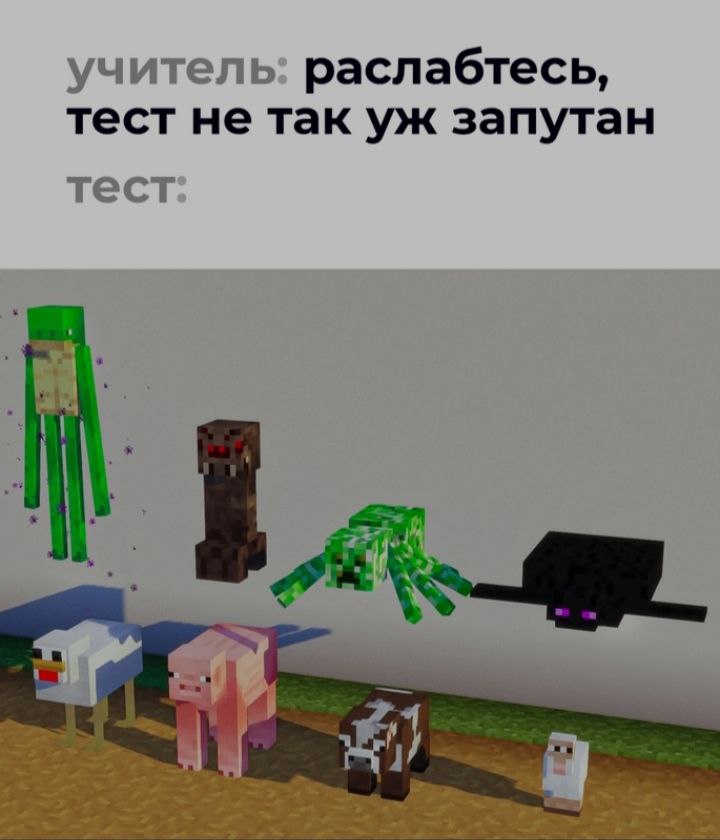 учитель: раслабтесь,
тест не так уж запутан
тест: